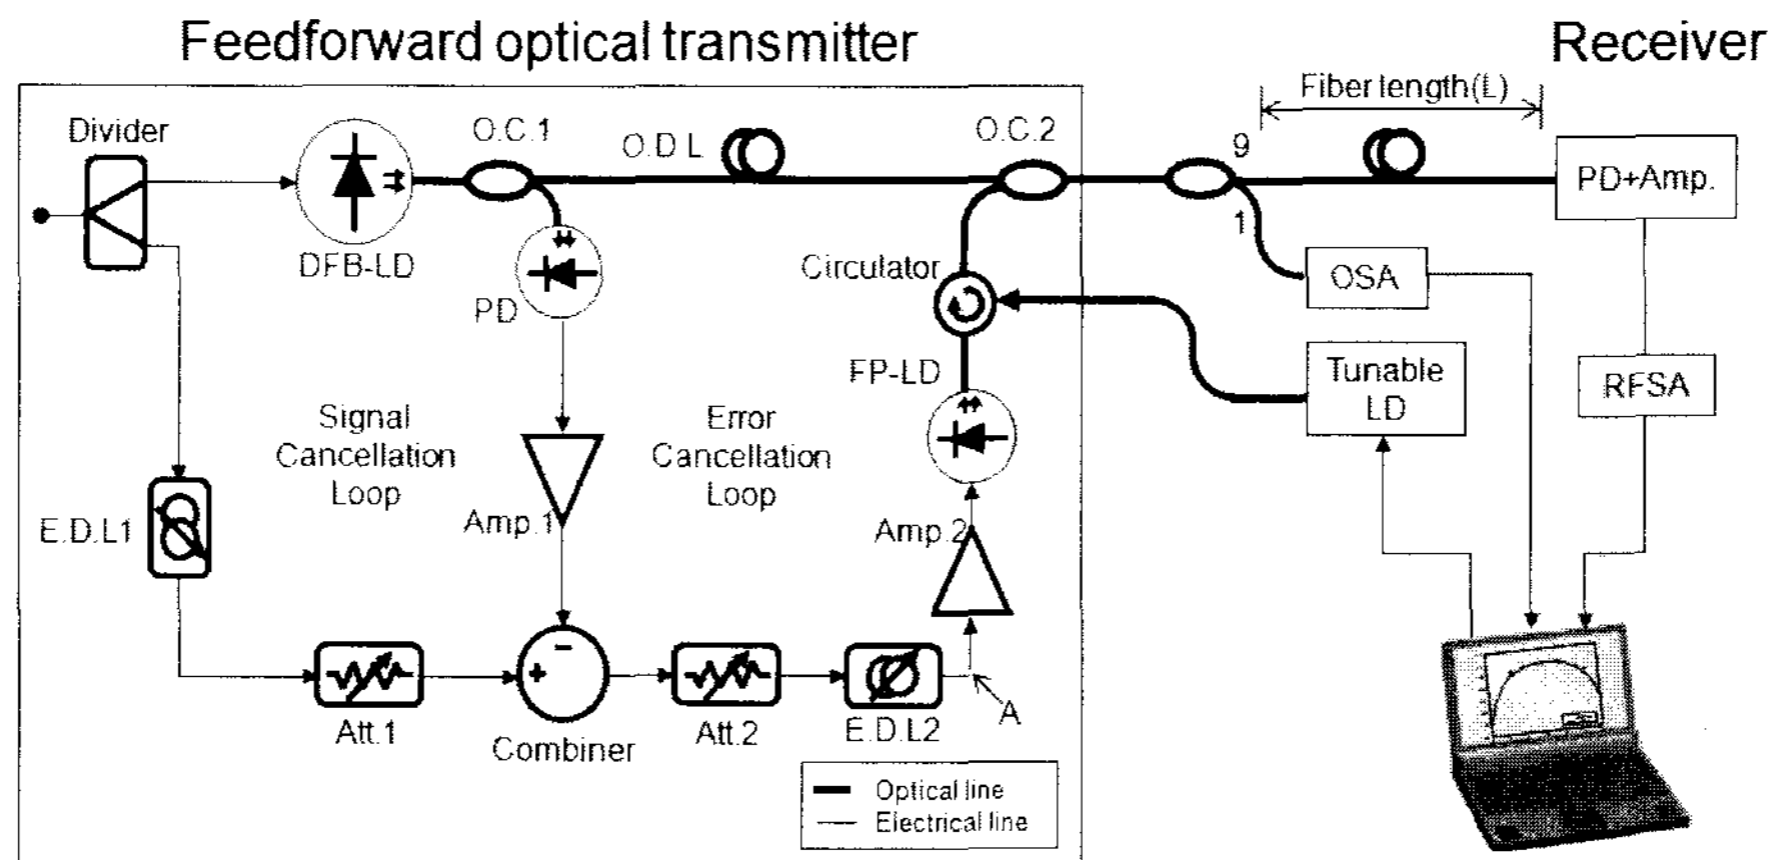 Feedforward optical transmitter
Receiver
Fiber length(L)
Divider
O.C.1
O.D L
O.C.2
9
1
PD+Amp.
DFB-LD
PD
Circulator
OSA
FP-LD
Tunable
LD
RFSA
Signal
Cancellation
Loop
Error
Cancellation
Loop
E.D.L1
Amp.1
Amp.2
-
+
A
Att.1
Combiner
Att.2
E.D.L2
Optical line
Electrical line